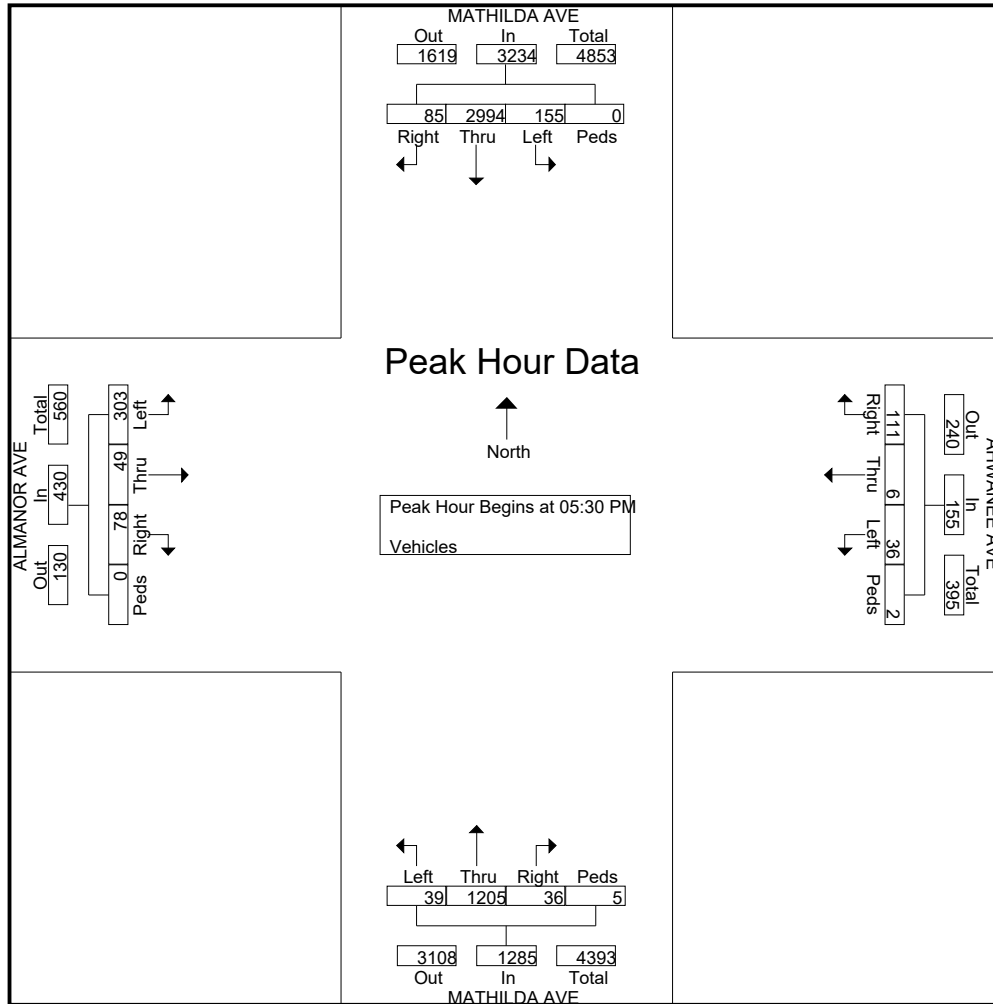 MATHILDA AVE
Out In Total
1619 3234 4853
85 2994 155 0
Right Thru Left Peds
Peak Hour Data
North
Peak Hour Begins at 05:30 PM
Vehicles
ALMANOR AVE
Out In Total
130 430 560
Left Thru Right Peds
303 49 78 0
AHWANEE AVE
Out In Total
240 155 395
Right Thru Left Peds
111 6 36 2
Left Thru Right Peds
39 1205 36 5
3108 1285 4393
Out In Total
MATHILDA AVE